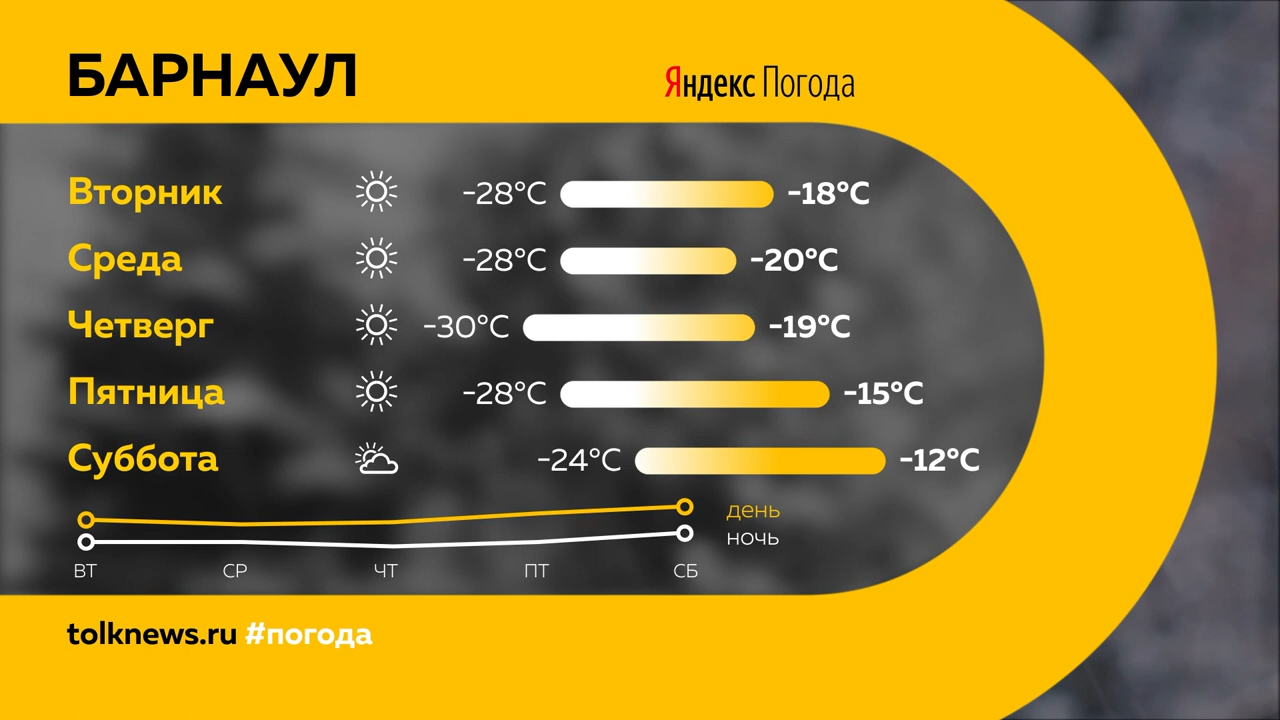 БАРНАУЛ
Яндекс Погода
Вторник -28°C -18°C
Среда -28°C -20°C
Четверг -30°C -19°C
Пятница -28°C -15°C
Суббота -24°C -12°C
день
ночь
ВТ СР ЧТ ПТ СБ
tolknews.ru #погода